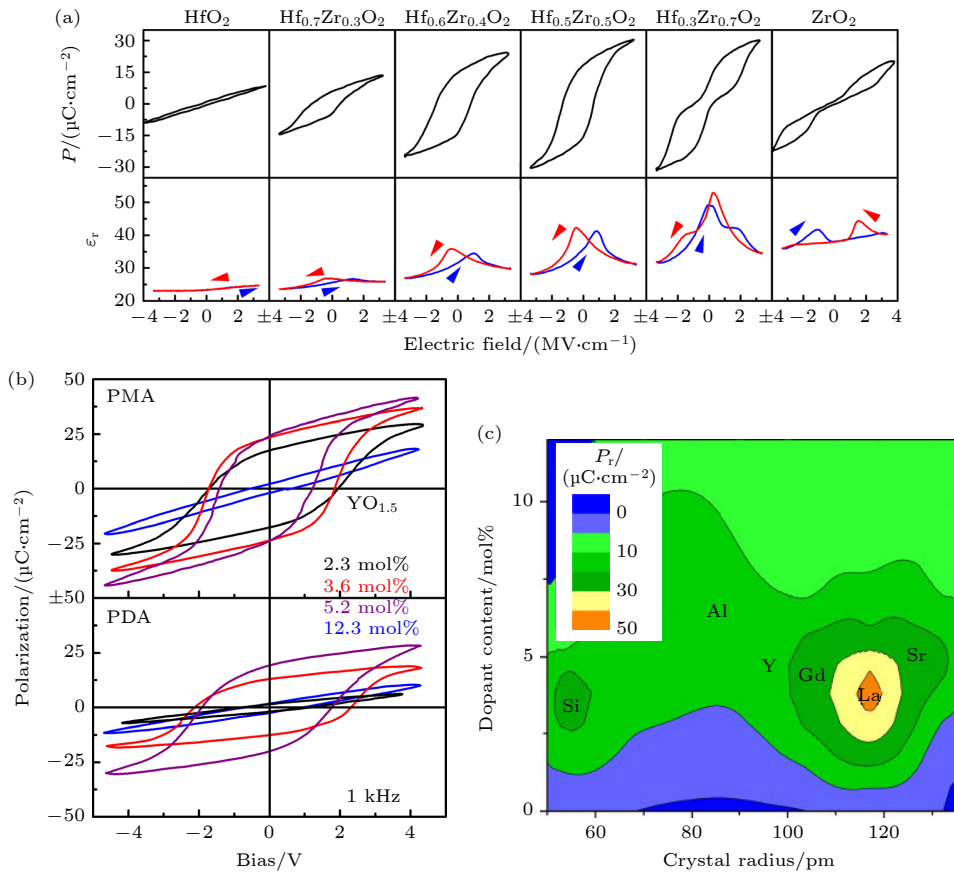 (a)
HfO₂ Hf₀.₇Zr₀.₃O₂ Hf₀.₆Zr₀.₄O₂ Hf₀.₅Zr₀.₅O₂ Hf₀.₃Zr₀.₇O₂ ZrO₂
30
15
0
−15
−30
P/(µC·cm⁻²)
50
40
30
20
εᵣ
−4 −2 0 2 ±4 −2 0 2 ±4 −2 0 2 ±4 −2 0 2 ±4 −2 0 2 ±4 −2 0 2 4
Electric field/(MV·cm⁻¹)
(b)
50
25
0
−25
±50
25
0
−25
−50
Polarization/(µC·cm⁻²)
PMA
YO₁.₅
2.3 mol%
3.6 mol%
5.2 mol%
12.3 mol%
PDA
1 kHz
−4 −2 0 2 4
Bias/V
(c)
10
5
0
Dopant content/mol%
Pᵣ/
(µC·cm⁻²)
0
10
30
50
Al
Y
Gd
Sr
La
Si
60 80 100 120
Crystal radius/pm